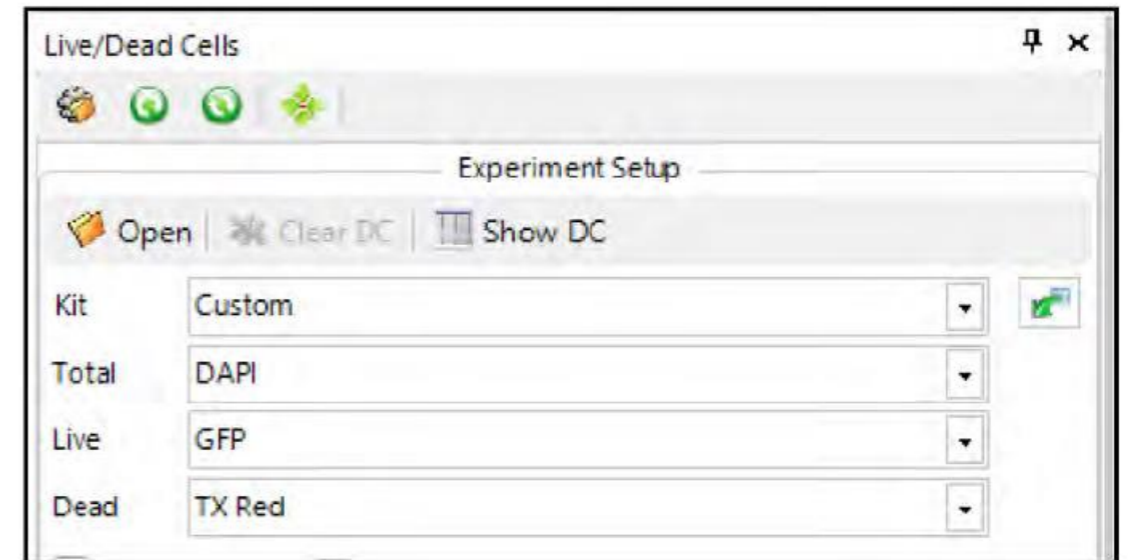 Live/Dead Cells
Experiment Setup
Open Clear DC Show DC
Kit Custom
Total DAPI
Live GFP
Dead TX Red